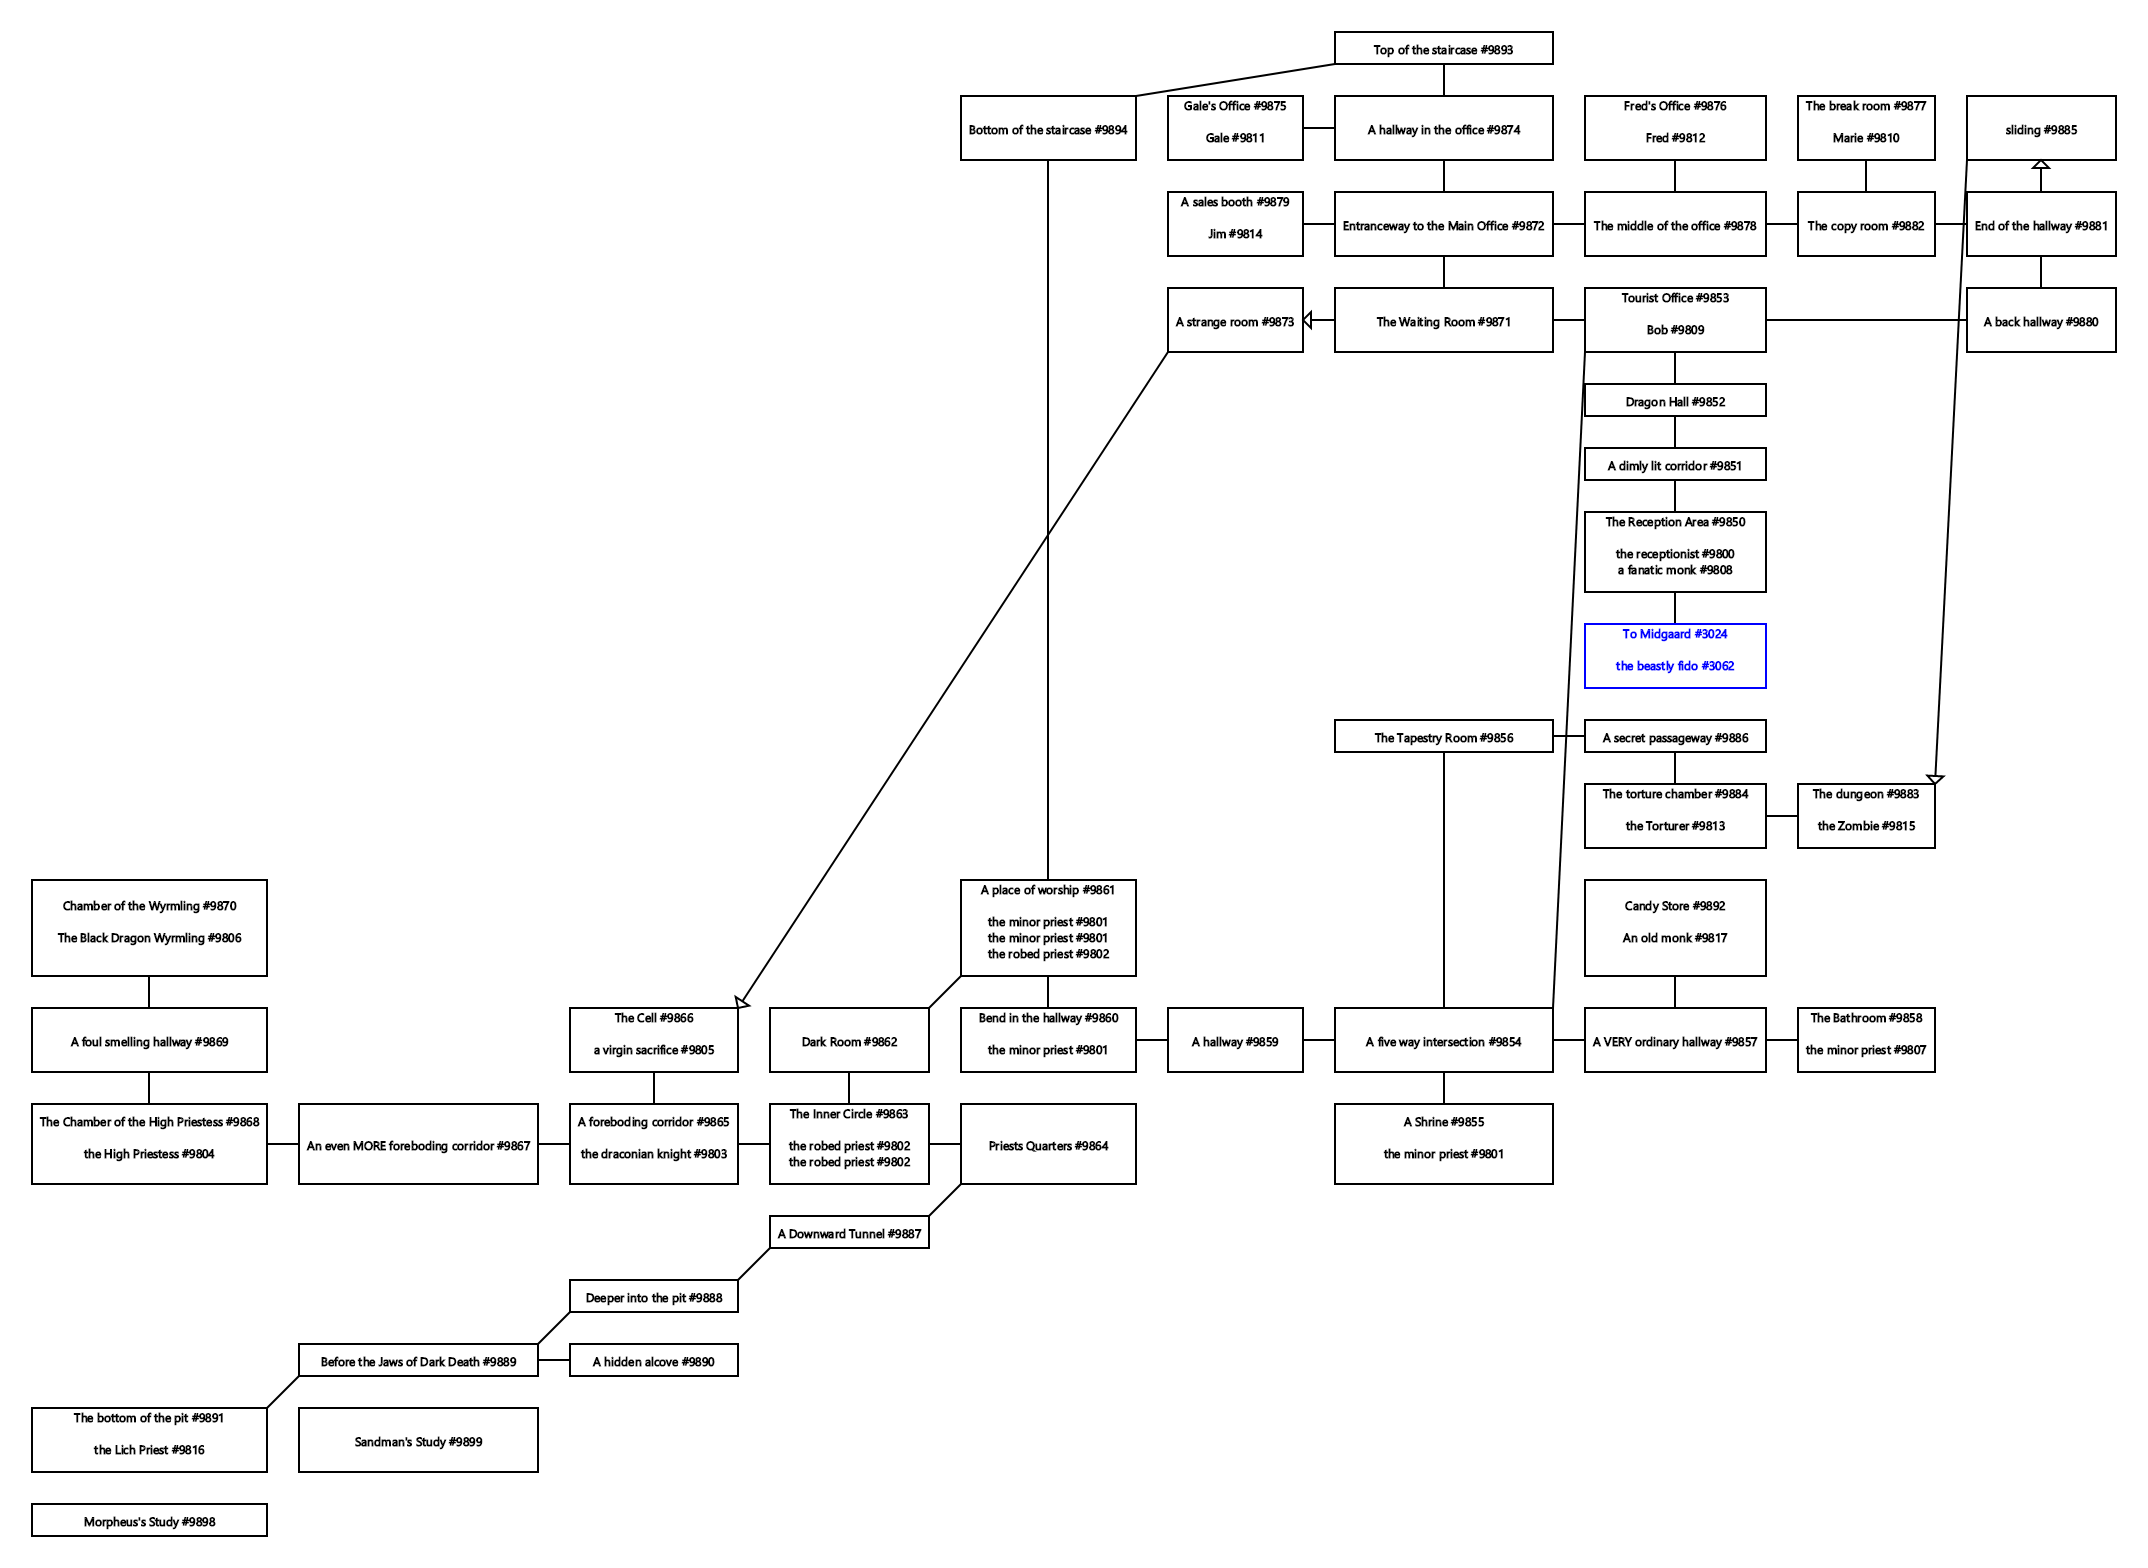 Top of the staircase #9893
Bottom of the staircase #9894
Gale's Office #9875
Gale #9811
A hallway in the office #9874
Fred's Office #9876
Fred #9812
The break room #9877
Marie #9810
sliding #9885
A sales booth #9879
Jim #9814
Entranceway to the Main Office #9872
The middle of the office #9878
The copy room #9882
End of the hallway #9881
A strange room #9873
The Waiting Room #9871
Tourist Office #9853
Bob #9809
A back hallway #9880
Dragon Hall #9852
A dimly lit corridor #9851
The Reception Area #9850
the receptionist #9800
a fanatic monk #9808
To Midgaard #3024
the beastly fido #3062
The Tapestry Room #9856
A secret passageway #9886
The torture chamber #9884
the Torturer #9813
The dungeon #9883
the Zombie #9815
Chamber of the Wyrmling #9870
The Black Dragon Wyrmling #9806
A place of worship #9861
the minor priest #9801
the minor priest #9801
the robed priest #9802
Candy Store #9892
An old monk #9817
A foul smelling hallway #9869
The Cell #9866
a virgin sacrifice #9805
Dark Room #9862
Bend in the hallway #9860
the minor priest #9801
A hallway #9859
A five way intersection #9854
A VERY ordinary hallway #9857
The Bathroom #9858
the minor priest #9807
The Chamber of the High Priestess #9868
the High Priestess #9804
An even MORE foreboding corridor #9867
A foreboding corridor #9865
the draconian knight #9803
The Inner Circle #9863
the robed priest #9802
the robed priest #9802
Priests Quarters #9864
A Shrine #9855
the minor priest #9801
A Downward Tunnel #9887
Deeper into the pit #9888
Before the Jaws of Dark Death #9889
A hidden alcove #9890
The bottom of the pit #9891
the Lich Priest #9816
Sandman's Study #9899
Morpheus's Study #9898